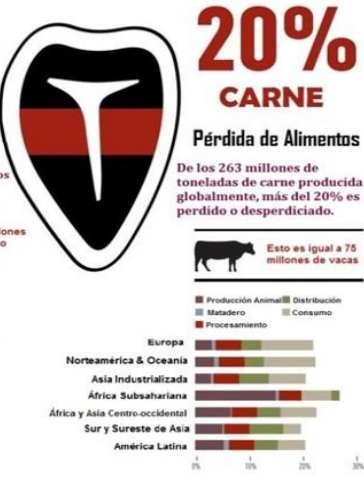 20%
CARNE
Pérdida de Alimentos
De los 263 millones de
toneladas de carne producida
globalmente, más del 20% es
perdido o desperdiciado.
Esto es igual a 75
millones de vacas
Producción Animal Distribución
Matadero Consumo
Procesamiento
Europa
Norteamérica & Oceanía
Asia Industrializada
África Subsahariana
África y Asia Centro-occidental
Sur y Sureste de Asia
América Latina
0% 10% 20% 30%